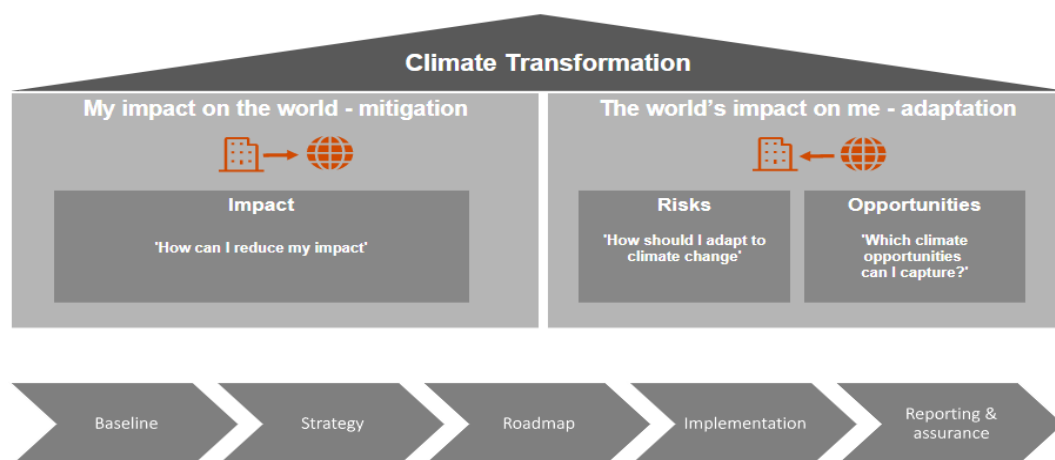 Climate Transformation
My impact on the world - mitigation
Impact
'How can I reduce my impact'
The world's impact on me - adaptation
Risks
'How should I adapt to
climate change'
Opportunities
'Which climate
opportunities
can I capture?'
Baseline
Strategy
Roadmap
Implementation
Reporting &
assurance